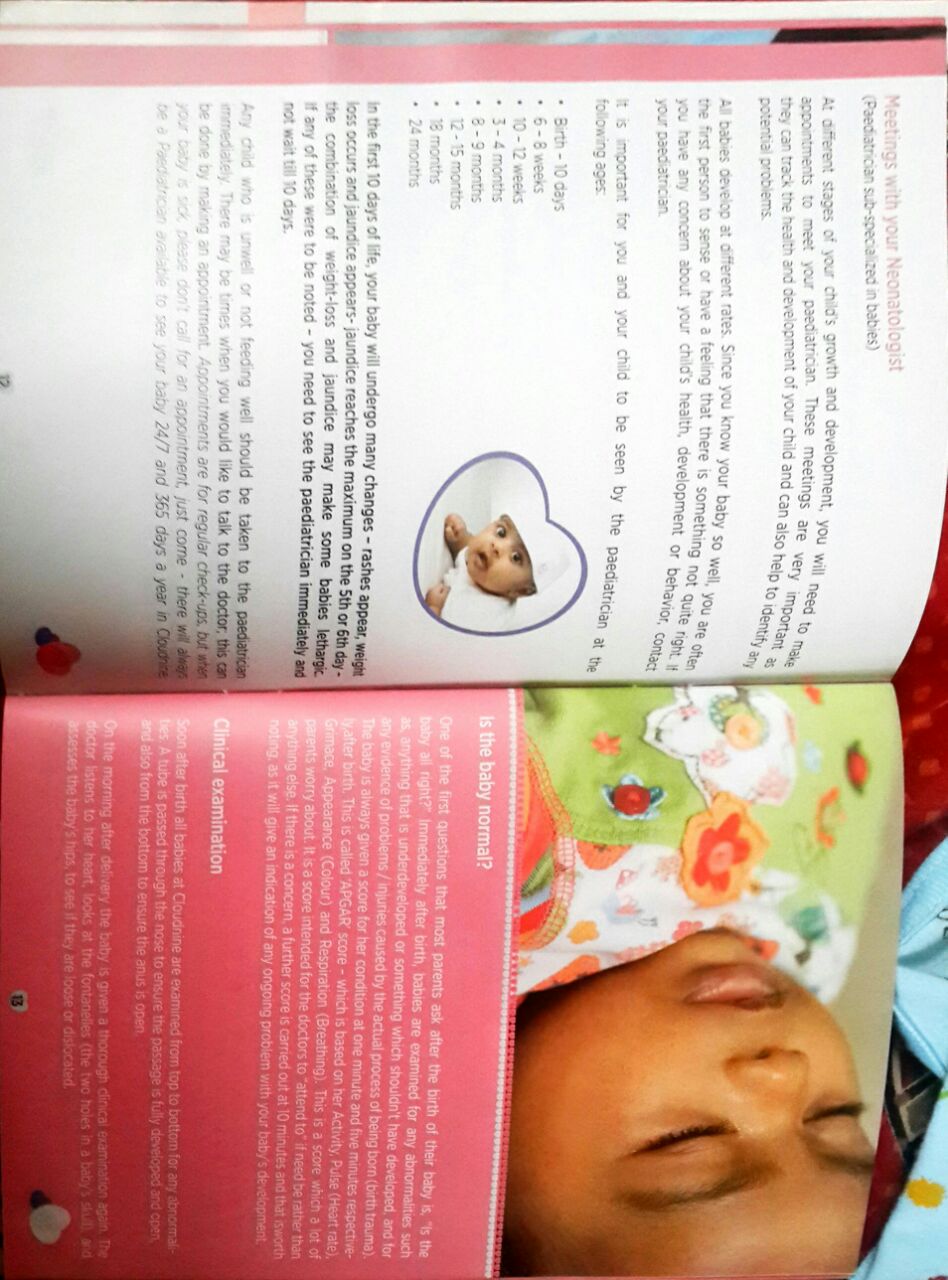 Meetings with your Neonatologist
(Paediatrician sub-specialized in babies)
At different stages of your child's growth and development, you will need to make
appointments to meet your paediatrician. These meetings are very important as
they can track the health and development of your child and can also help to identify any
potential problems.
All babies develop at different rates. Since you know your baby so well, you are often
the first person to sense or have a feeling that there is something not quite right. If
you have any concern about your child's health, development or behavior, contact
your paediatrician.
It is important for you and your child to be seen by the paediatrician at the
following ages:
• Birth – 10 days
• 6 – 8 weeks
• 10 – 12 weeks
• 3 – 4 months
• 8 – 9 months
• 12 - 15 months
• 18 months
• 24 months
In the first 10 days of life, your baby will undergo many changes – rashes appear, weight
loss occurs and jaundice appears- jaundice reaches the maximum on the 5th or 6th day -
the combination of weight-loss and jaundice may make some babies lethargic.
If any of these were to be noted - you need to see the paediatrician immediately and
not wait till 10 days.
Any child who is unwell or not feeding well should be taken to the paediatrician
immediately. There may be times when you would like to talk to the doctor, this can
be done by making an appointment. Appointments are for regular check-ups, but when
your baby is sick, please don't call for an appointment, just come - there will always
be a Paediatrician available to see your baby 24/7 and 365 days a year in Cloudnine.
12
Is the baby normal?
One of the first questions that most parents ask after the birth of their baby is, "Is the
baby all right?" Immediately after birth, babies are examined for any abnormalities such
as, anything that is underdeveloped or something which shouldn't have developed, and for
any evidence of problems / injuries caused by the actual process of being born (birth trauma).
The baby is always given a score for her condition at one minute and five minutes respective-
ly after birth. This is called 'APGAR' score – which is based on her Activity, Pulse (Heart rate),
Grimace, Appearance (Colour) and Respiration (Breathing). This is a score which a lot of
parents worry about. It is a score intended for the doctors to "attend to" if need be rather than
anything else. If there is a concern, a further score is carried out at 10 minutes and that is worth
noting, as it will give an indication of any ongoing problem with your baby's development.
Clinical examination
Soon after birth all babies at Cloudnine are examined from top to bottom for any abnormali-
ties. A tube is passed through the nose to ensure the passage is fully developed and open,
and also from the bottom to ensure the anus is open.
On the morning after delivery the baby is given a thorough clinical examination again. The
doctor listens to her heart, looks at the fontanelles (the two holes in a baby's skull), and
assesses the baby's hips, to see if they are loose or dislocated.
13